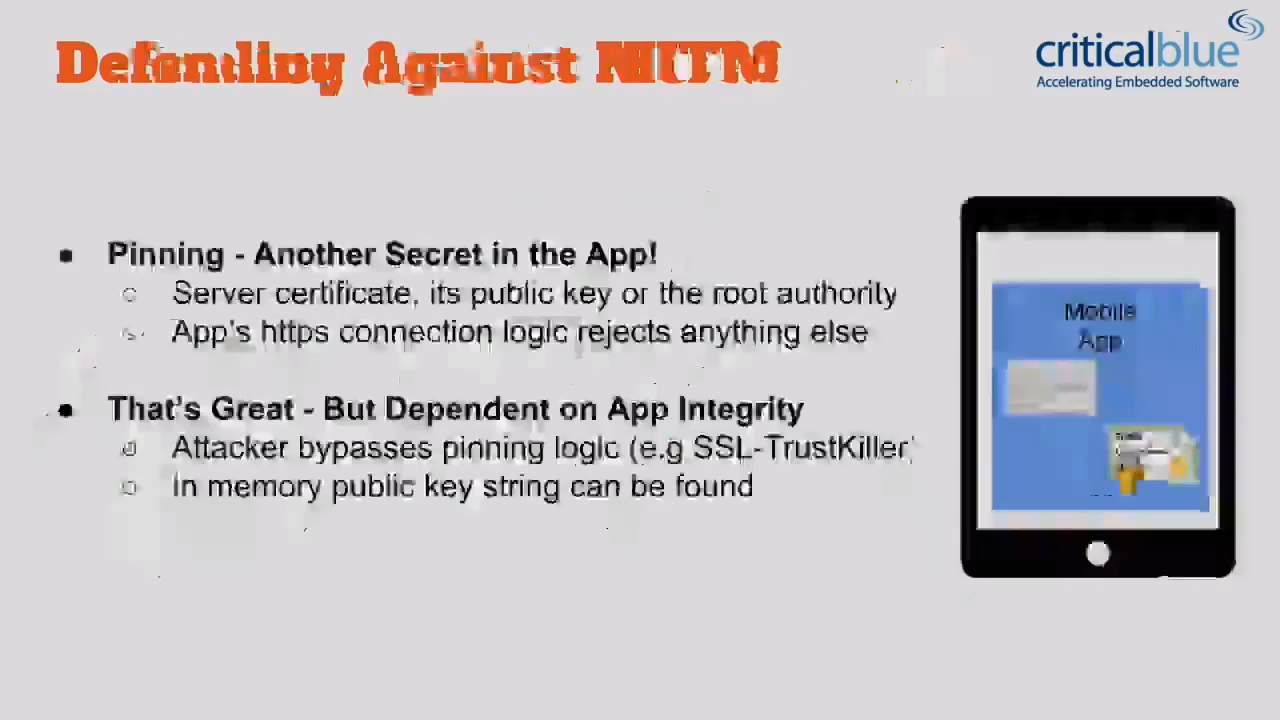 Defending Against MITM
criticalblue
Accelerating Embedded Software
Pinning - Another Secret in the App!
Server certificate, its public key or the root authority
App's https connection logic rejects anything else
That's Great - But Dependent on App Integrity
Attacker bypasses pinning logic (e.g SSL-TrustKiller)
In memory public key string can be found
Mobile
App